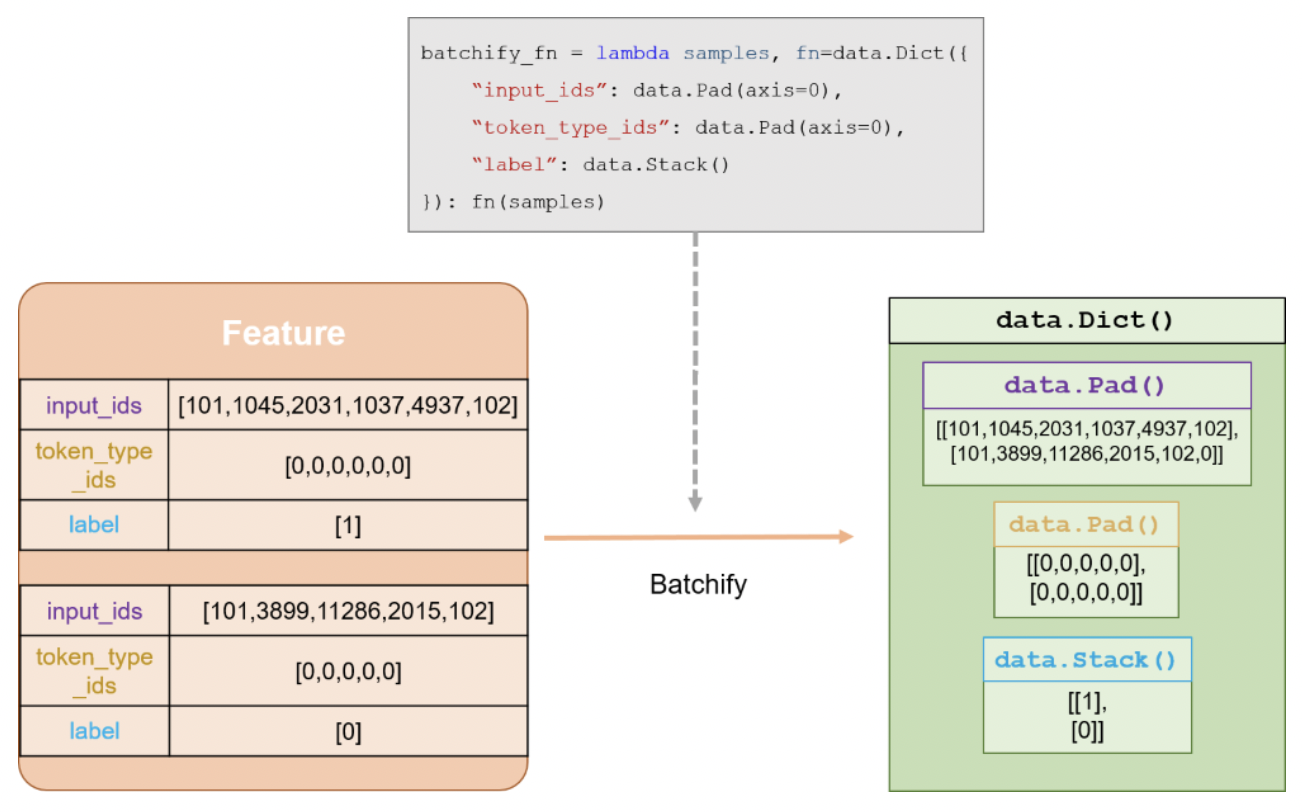 batchify_fn = lambda samples, fn=data.Dict({
“input_ids”: data.Pad(axis=0),
“token_type_ids”: data.Pad(axis=0),
“label”: data.Stack()
}): fn(samples)
Feature
input_ids [101,1045,2031,1037,4937,102]
token_type
_ids
[0,0,0,0,0,0]
label [1]
input_ids [101,3899,11286,2015,102]
token_type
_ids
[0,0,0,0,0]
label [0]
Batchify
data.Dict()
data.Pad()
[[101,1045,2031,1037,4937,102],
[101,3899,11286,2015,102,0]]
data.Pad()
[[0,0,0,0,0],
[0,0,0,0,0]]
data.Stack()
[[1],
[0]]